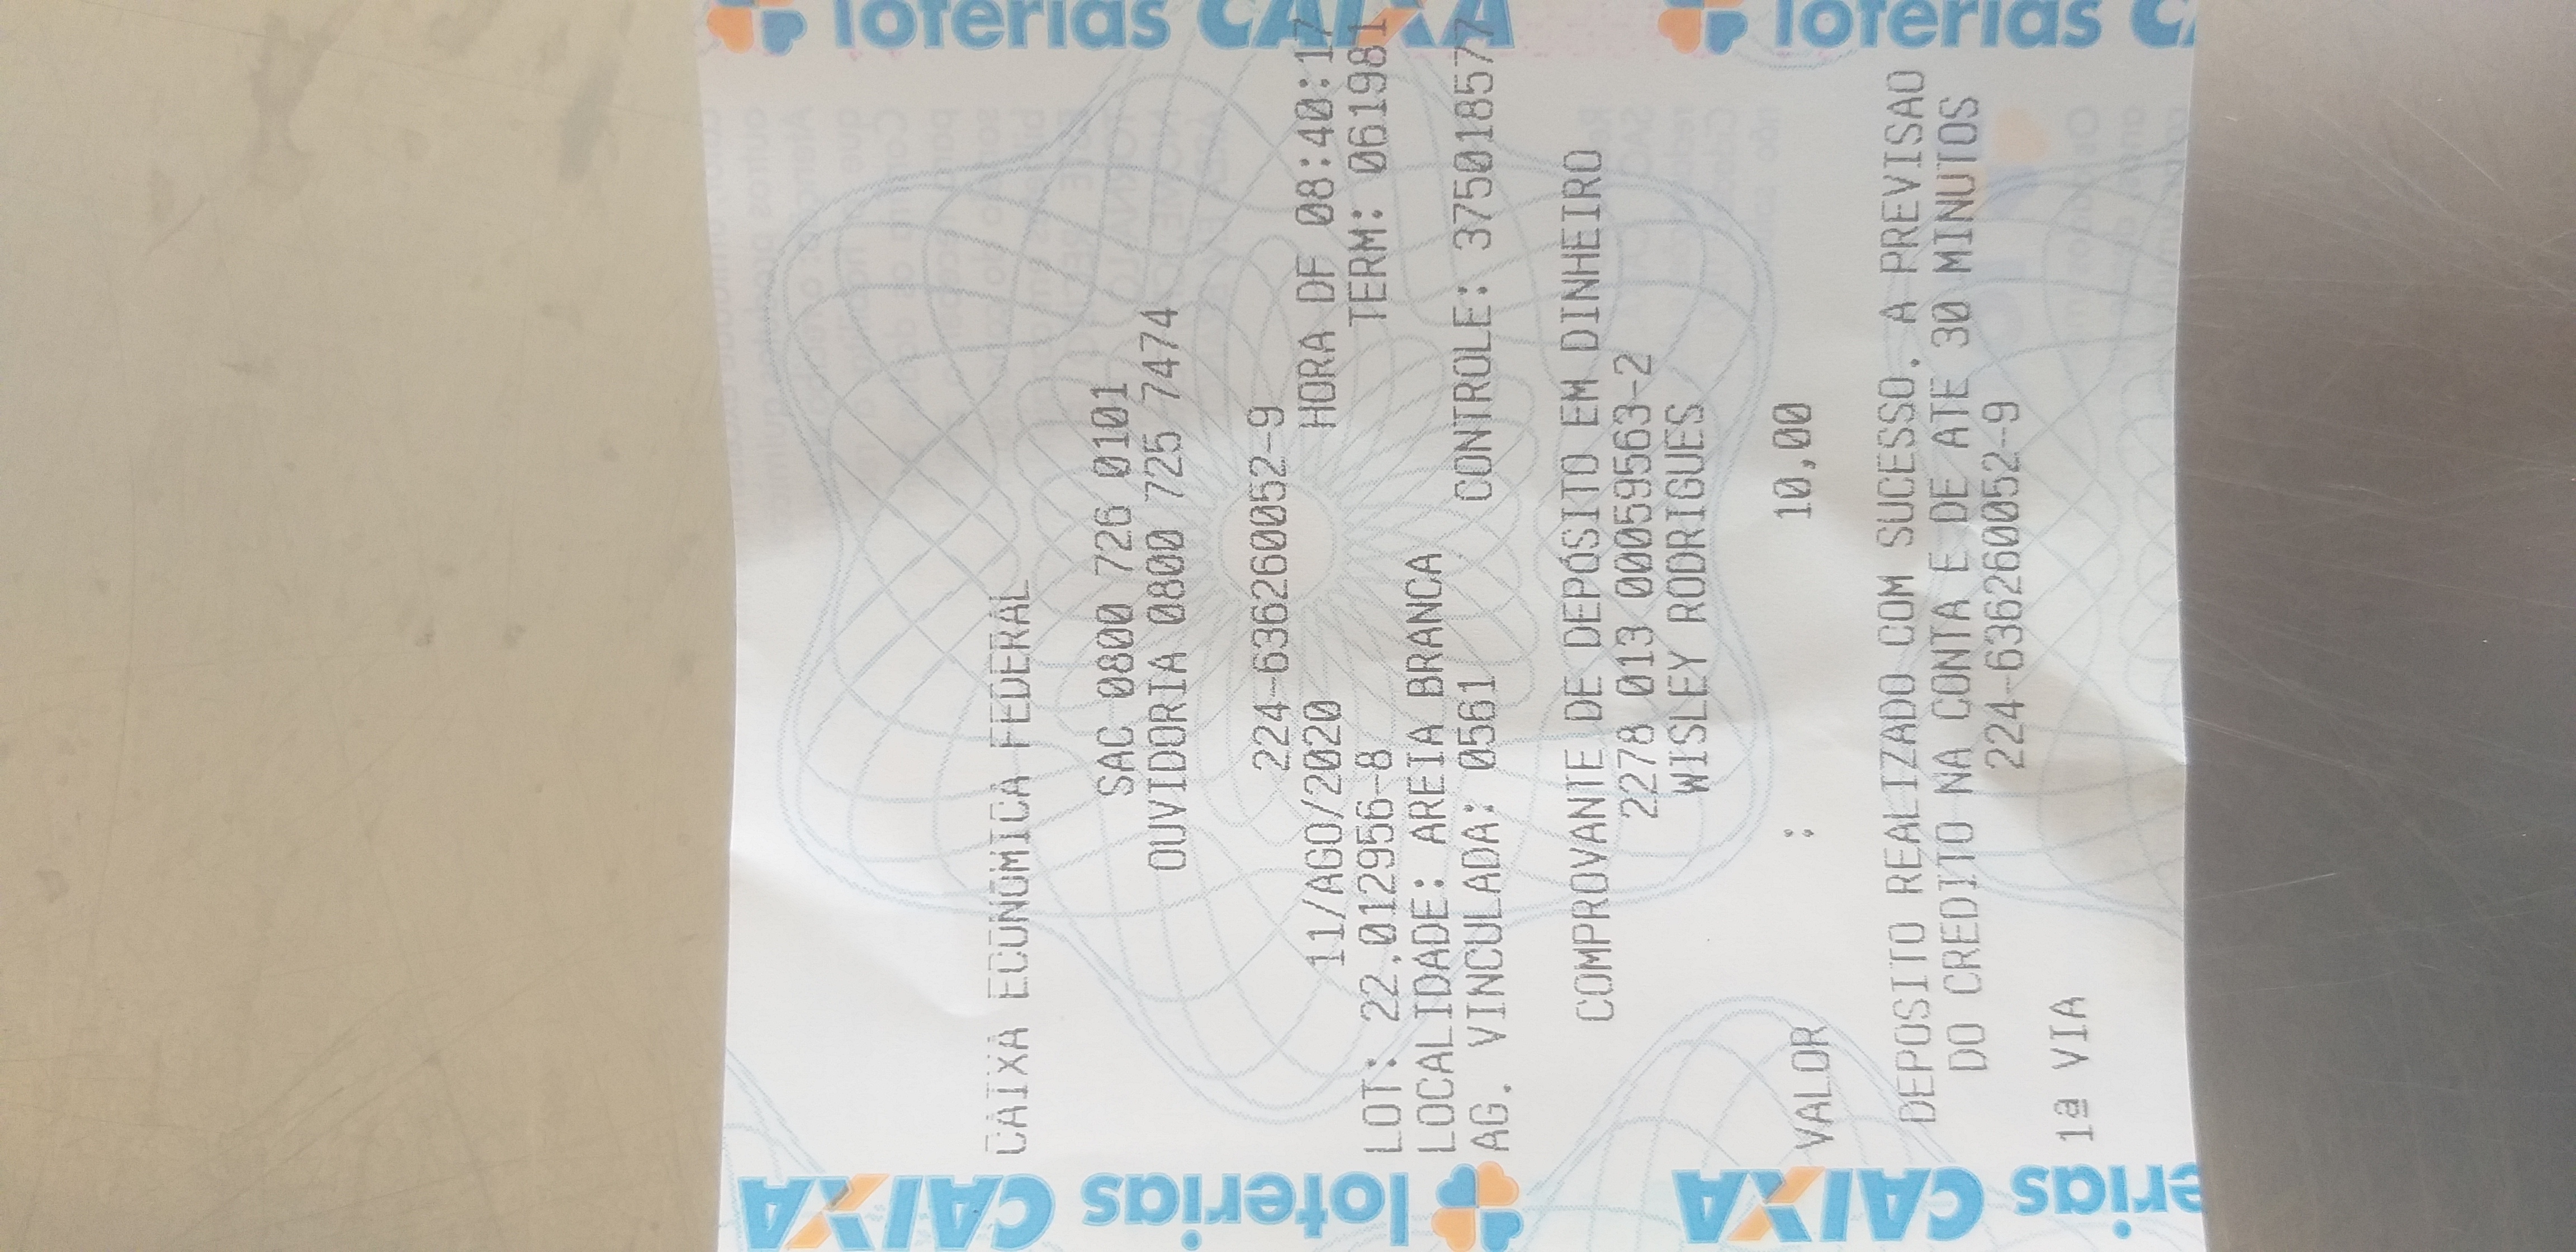 CAIXA ECONOMICA FEDERAL
SAC 0800 726 0101
OUVIDORIA 0800 725 7474
224-636260052-9
11/AGO/2020 HORA DF 08:40:17
LOT: 22.012956-8 TERM: 061981
LOCALIDADE: AREIA BRANCA
AG. VINCULADA: 0561 CONTROLE: 375018577
COMPROVANTE DE DEPÓSITO EM DINHEIRO
2278 013 00059563-2
WISLEY RODRIGUES
VALOR : 10,00
DEPOSITO REALIZADO COM SUCESSO. A PREVISAO
DO CREDITO NA CONTA E DE ATE 30 MINUTOS
224-636260052-9
1ª VIA
loterias CAIXA
CAIXA
loterias CAIXA
loterias